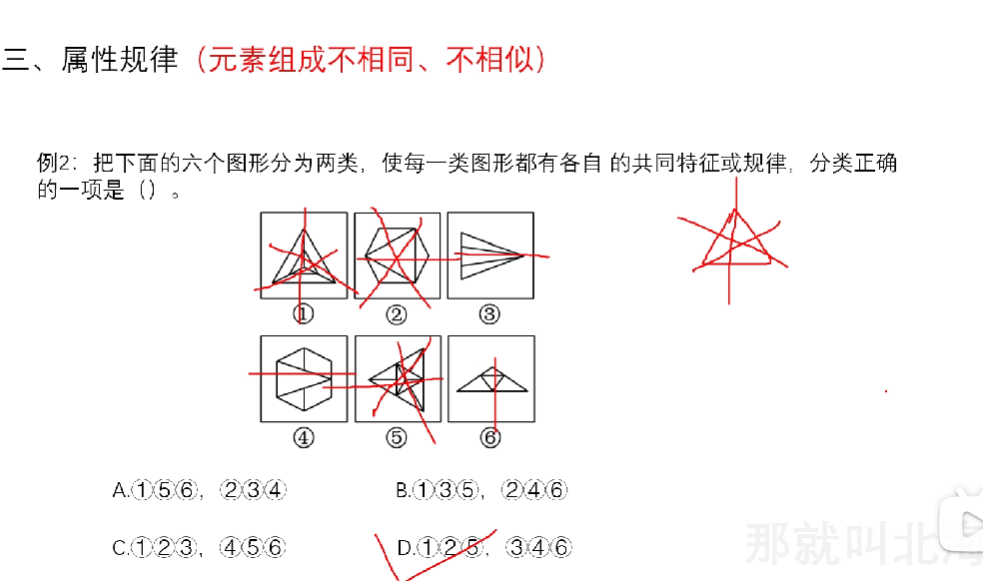 三、属性规律（元素组成不相同、不相似）
例2：把下面的六个图形分为两类，使每一类图形都有各自 的共同特征或规律，分类正确
的一项是（）。
① ② ③
④ ⑤ ⑥
A.①⑤⑥，②③④ B.①③⑤，②④⑥
C.①②③，④⑤⑥ D.①②⑤，③④⑥
那就叫北海